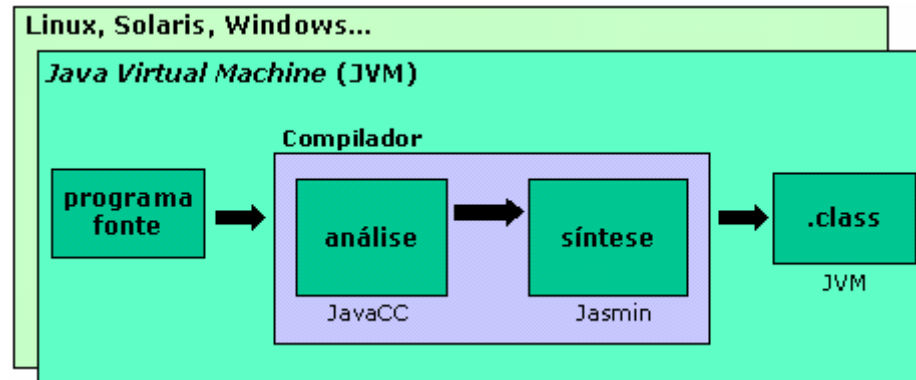 Linux, Solaris, Windows...
Java Virtual Machine (JVM)
Compilador
programa
fonte
análise
síntese
.class
JavaCC
Jasmin
JVM